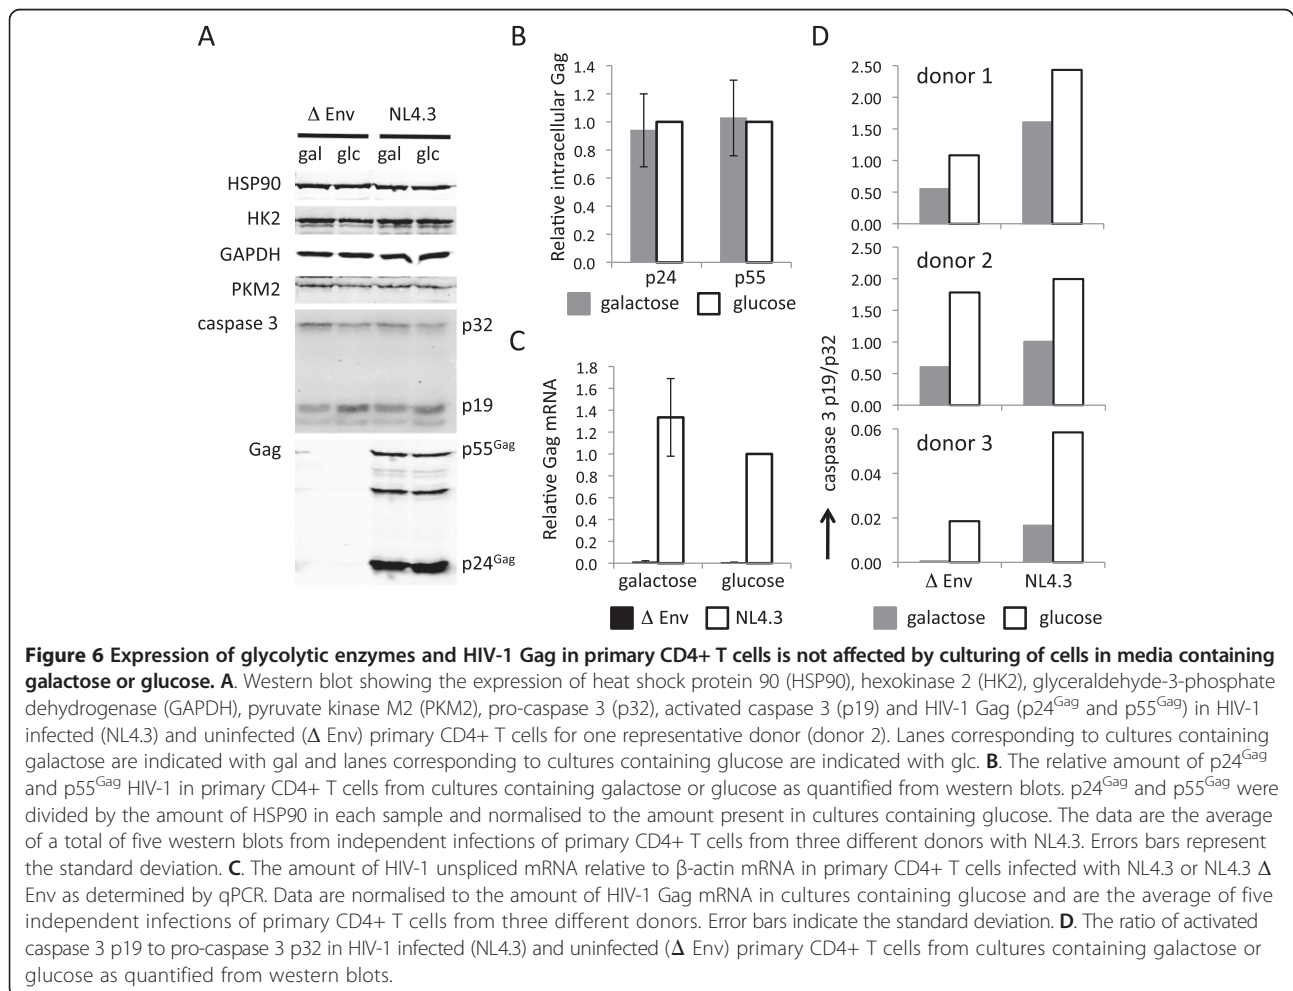 A
Δ Env NL4.3
gal glc gal glc
HSP90
HK2
GAPDH
PKM2
caspase 3 p32
p19
Gag p55Gag
p24Gag
B
Relative intracellular Gag
1.4
1.2
1.0
0.8
0.6
0.4
0.2
0.0
p24 p55
galactose glucose
C
Relative Gag mRNA
1.8
1.6
1.4
1.2
1.0
0.8
0.6
0.4
0.2
0.0
galactose glucose
Δ Env NL4.3
D
caspase 3 p19/p32
donor 1
2.50
2.00
1.50
1.00
0.50
0.00
donor 2
2.50
2.00
1.50
1.00
0.50
0.00
donor 3
0.06
0.04
0.02
0.00
Δ Env NL4.3
galactose glucose
Figure 6 Expression of glycolytic enzymes and HIV-1 Gag in primary CD4+ T cells is not affected by culturing of cells in media containing
galactose or glucose. A. Western blot showing the expression of heat shock protein 90 (HSP90), hexokinase 2 (HK2), glyceraldehyde-3-phosphate
dehydrogenase (GAPDH), pyruvate kinase M2 (PKM2), pro-caspase 3 (p32), activated caspase 3 (p19) and HIV-1 Gag (p24Gag and p55Gag) in HIV-1
infected (NL4.3) and uninfected (Δ Env) primary CD4+ T cells for one representative donor (donor 2). Lanes corresponding to cultures containing
galactose are indicated with gal and lanes corresponding to cultures containing glucose are indicated with glc. B. The relative amount of p24Gag
and p55Gag HIV-1 in primary CD4+ T cells from cultures containing galactose or glucose as quantified from western blots. p24Gag and p55Gag were
divided by the amount of HSP90 in each sample and normalised to the amount present in cultures containing glucose. The data are the average
of a total of five western blots from independent infections of primary CD4+ T cells from three different donors with NL4.3. Errors bars represent
the standard deviation. C. The amount of HIV-1 unspliced mRNA relative to β-actin mRNA in primary CD4+ T cells infected with NL4.3 or NL4.3 Δ
Env as determined by qPCR. Data are normalised to the amount of HIV-1 Gag mRNA in cultures containing glucose and are the average of five
independent infections of primary CD4+ T cells from three different donors. Error bars indicate the standard deviation. D. The ratio of activated
caspase 3 p19 to pro-caspase 3 p32 in HIV-1 infected (NL4.3) and uninfected (Δ Env) primary CD4+ T cells from cultures containing galactose or
glucose as quantified from western blots.